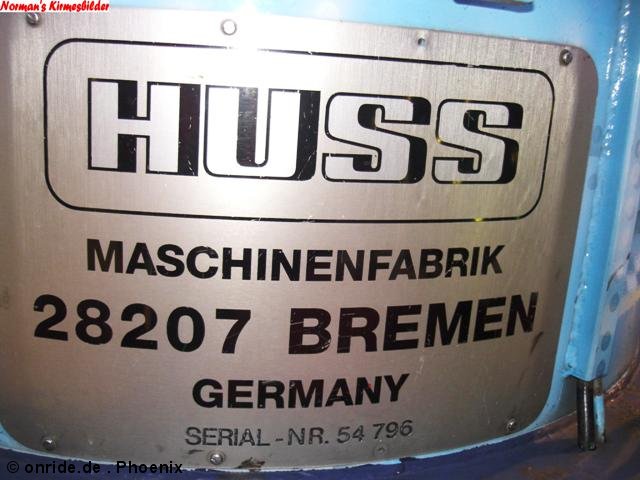 Norman's Kirmesbilder
HUSS
MASCHINENFABRIK
28207 BREMEN
GERMANY
SERIAL-NR. 54 796
© onride.de . Phoenix